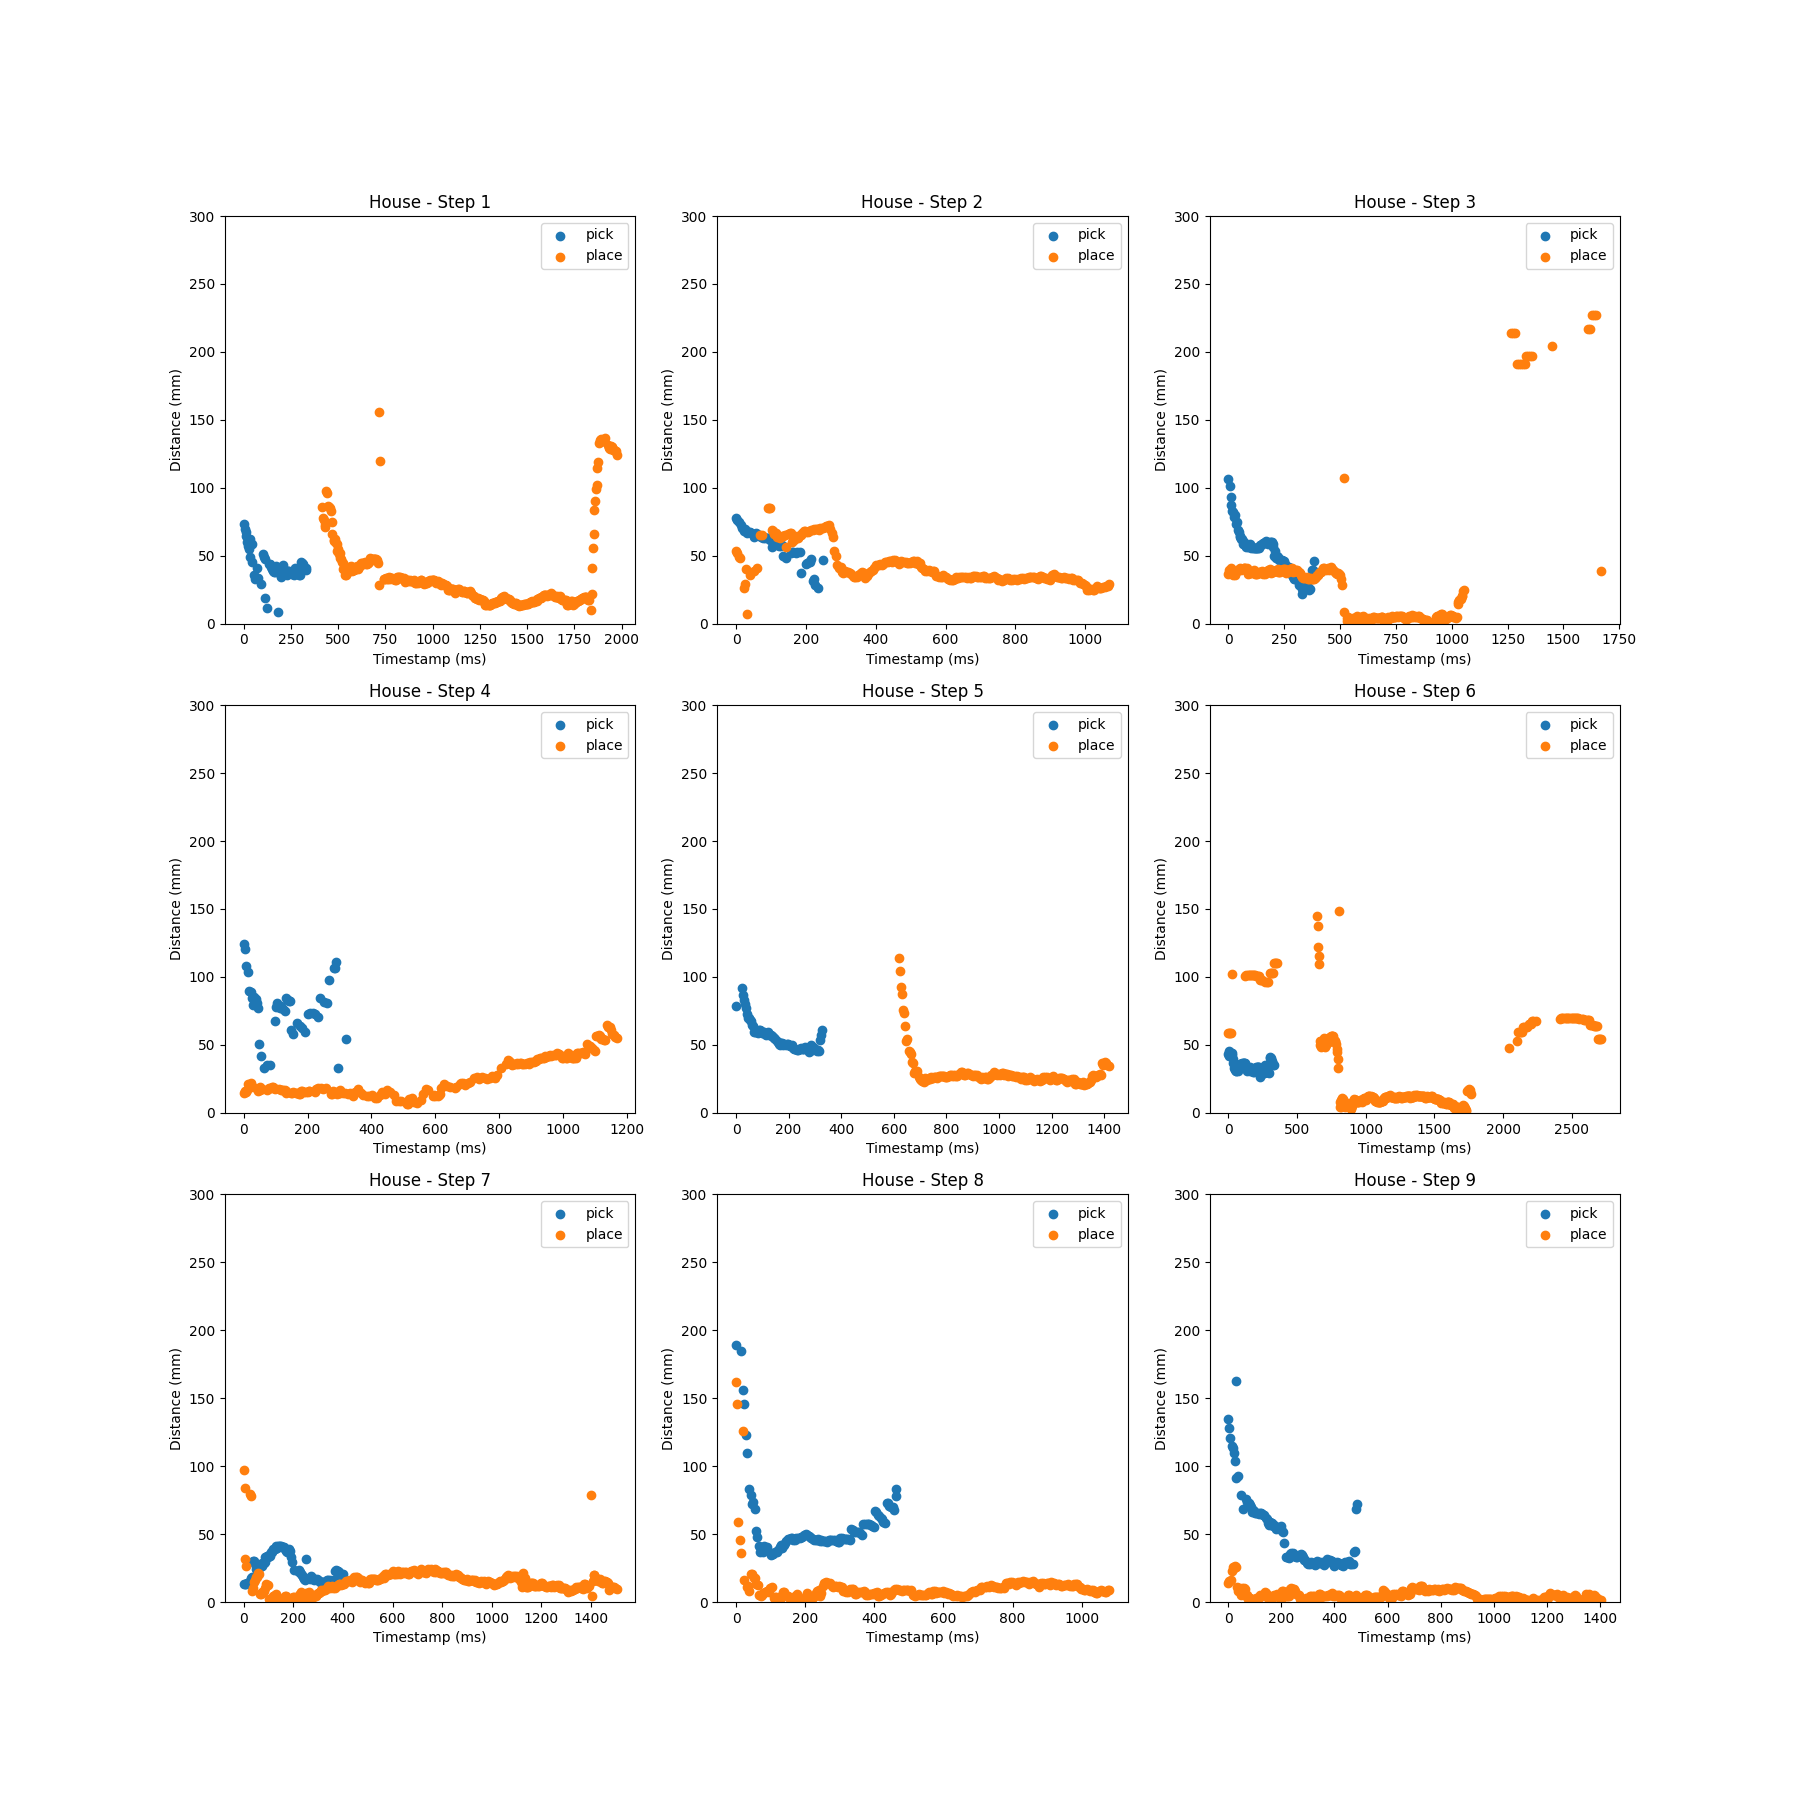 House - Step 1
300
250
200
150
100
50
0
Distance (mm)
pick
place
0 250 500 750 1000 1250 1500 1750 2000
Timestamp (ms)
House - Step 2
300
250
200
150
100
50
0
Distance (mm)
pick
place
0 200 400 600 800 1000
Timestamp (ms)
House - Step 3
300
250
200
150
100
50
0
Distance (mm)
pick
place
0 250 500 750 1000 1250 1500 1750
Timestamp (ms)
House - Step 4
300
250
200
150
100
50
0
Distance (mm)
pick
place
0 200 400 600 800 1000 1200
Timestamp (ms)
House - Step 5
300
250
200
150
100
50
0
Distance (mm)
pick
place
0 200 400 600 800 1000 1200 1400
Timestamp (ms)
House - Step 6
300
250
200
150
100
50
0
Distance (mm)
pick
place
0 500 1000 1500 2000 2500
Timestamp (ms)
House - Step 7
300
250
200
150
100
50
0
Distance (mm)
pick
place
0 200 400 600 800 1000 1200 1400
Timestamp (ms)
House - Step 8
300
250
200
150
100
50
0
Distance (mm)
pick
place
0 200 400 600 800 1000
Timestamp (ms)
House - Step 9
300
250
200
150
100
50
0
Distance (mm)
pick
place
0 200 400 600 800 1000 1200 1400
Timestamp (ms)